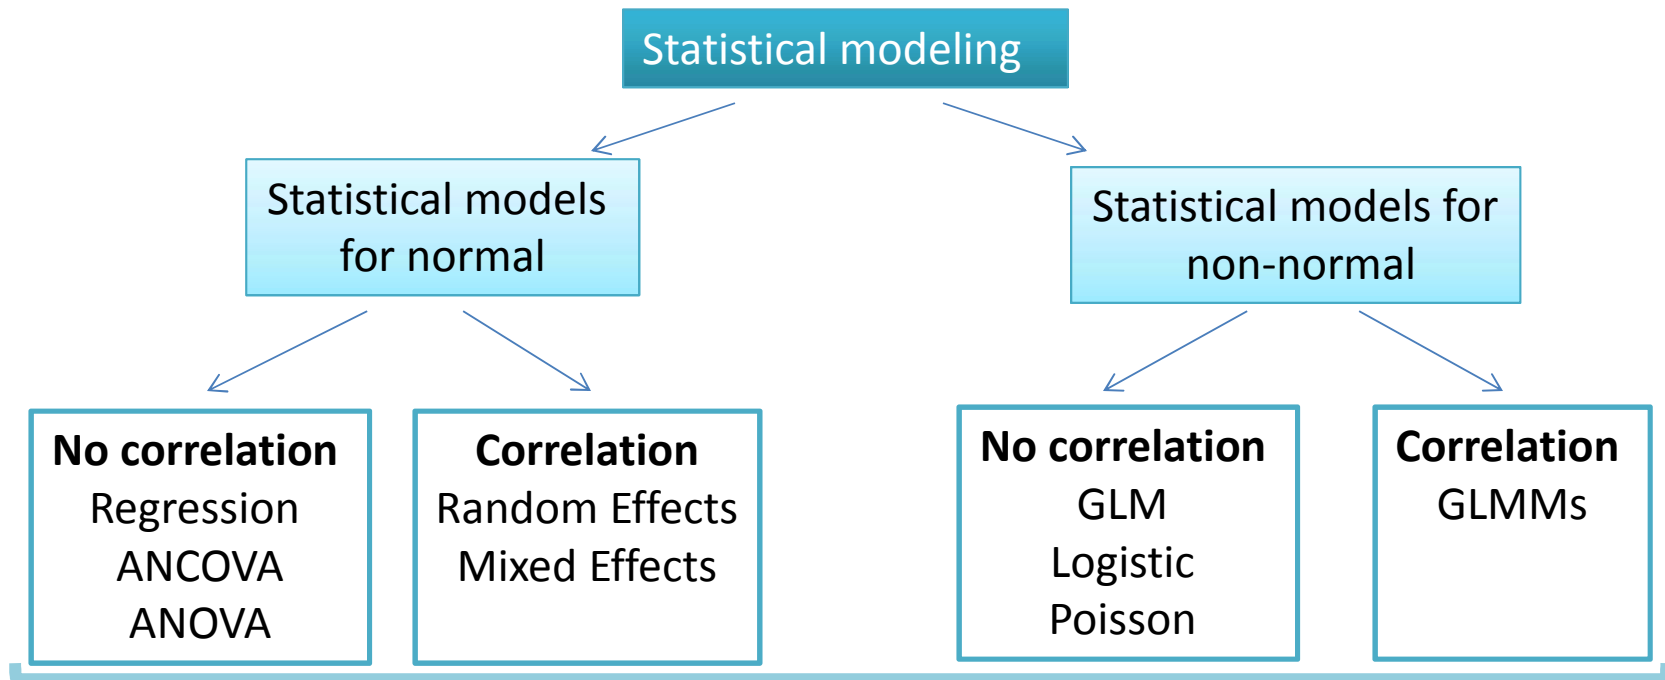 Statistical modeling
Statistical models
for normal
Statistical models for
non-normal
No correlation
Regression
ANCOVA
ANOVA
Correlation
Random Effects
Mixed Effects
No correlation
GLM
Logistic
Poisson
Correlation
GLMMs